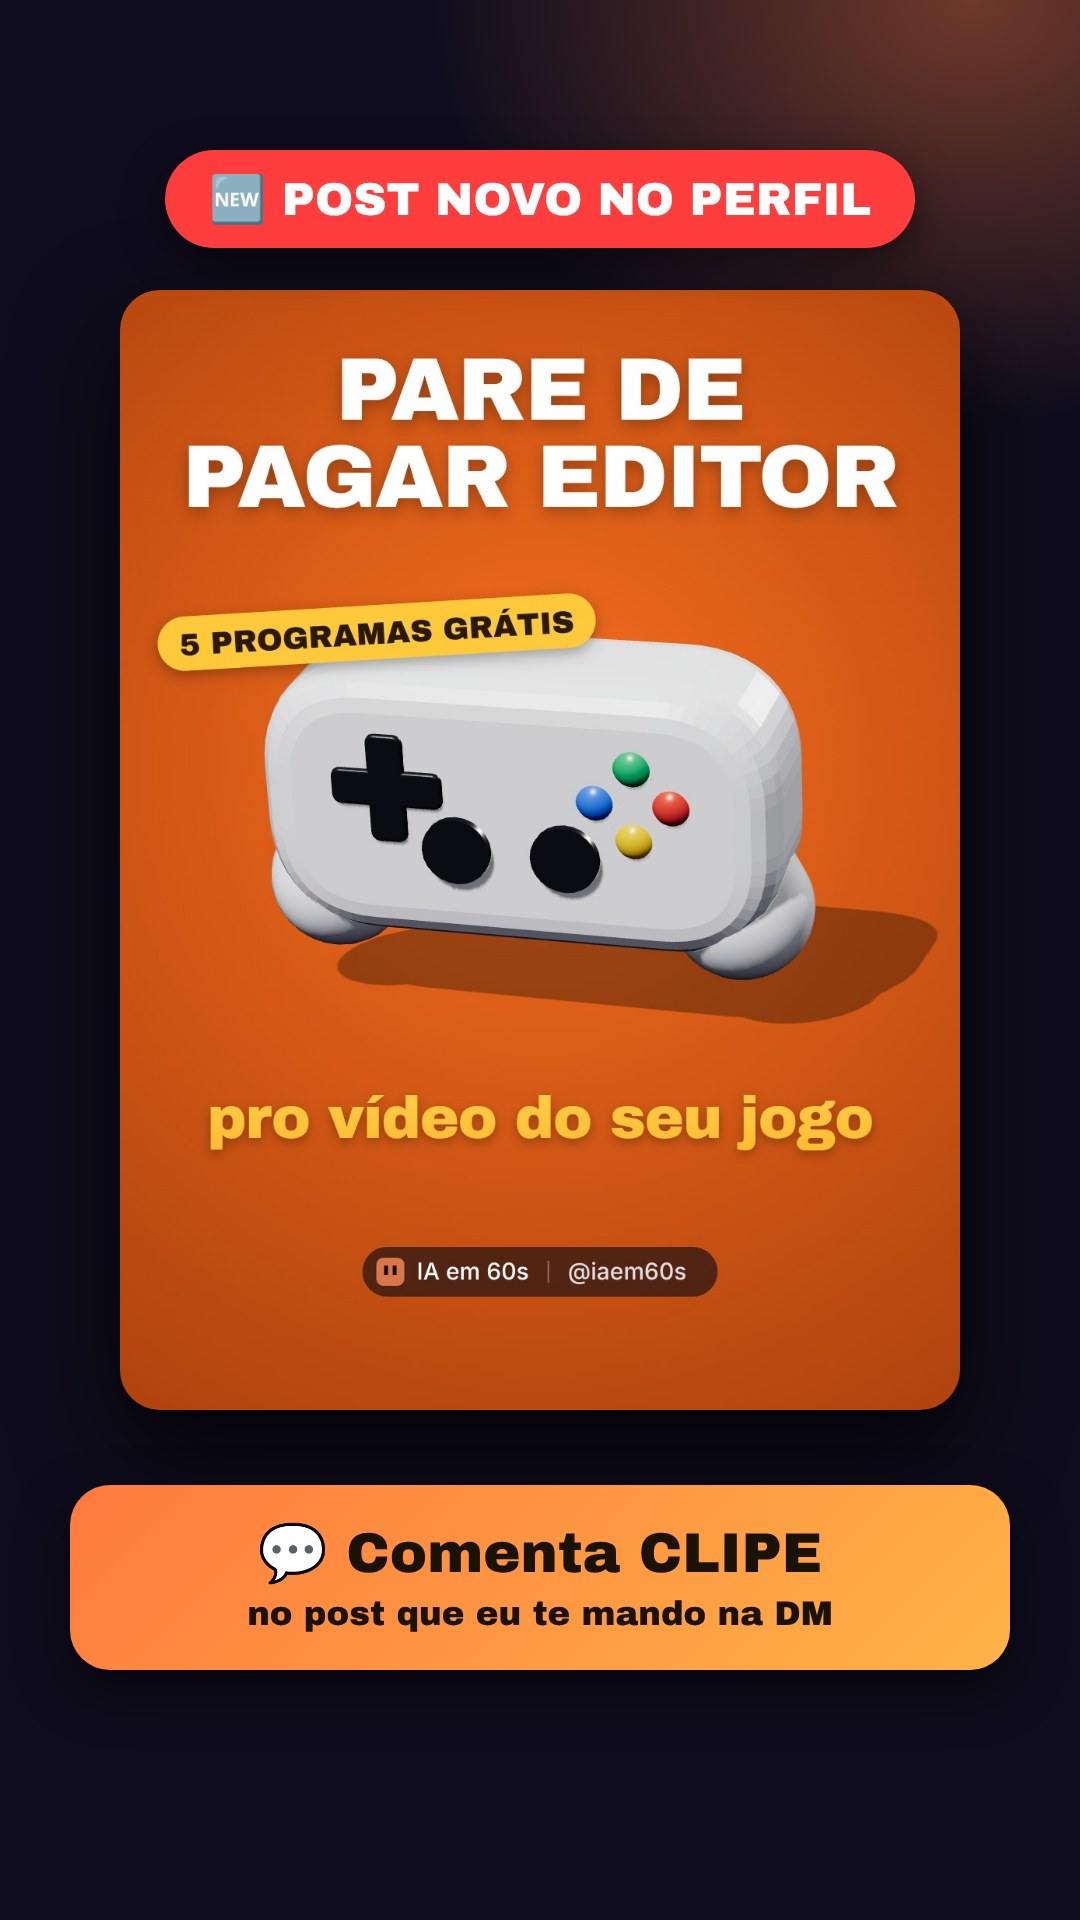 🆕 POST NOVO NO PERFIL
PARE DE
PAGAR EDITOR
5 PROGRAMAS GRÁTIS
pro vídeo do seu jogo
IA em 60s | @iaem60s
💬 Comenta CLIPE
no post que eu te mando na DM